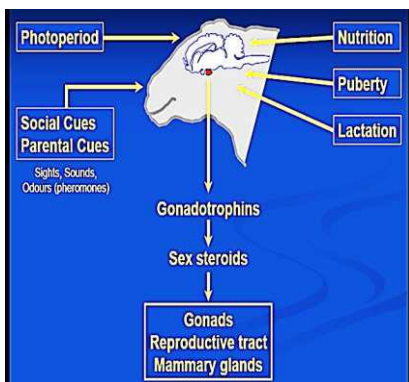 Photoperiod
Nutrition
Puberty
Social Cues
Parental Cues
Lactation
Sights, Sounds,
Odours (pheromones)
Gonadotrophins
Sex steroids
Gonads
Reproductive tract
Mammary glands